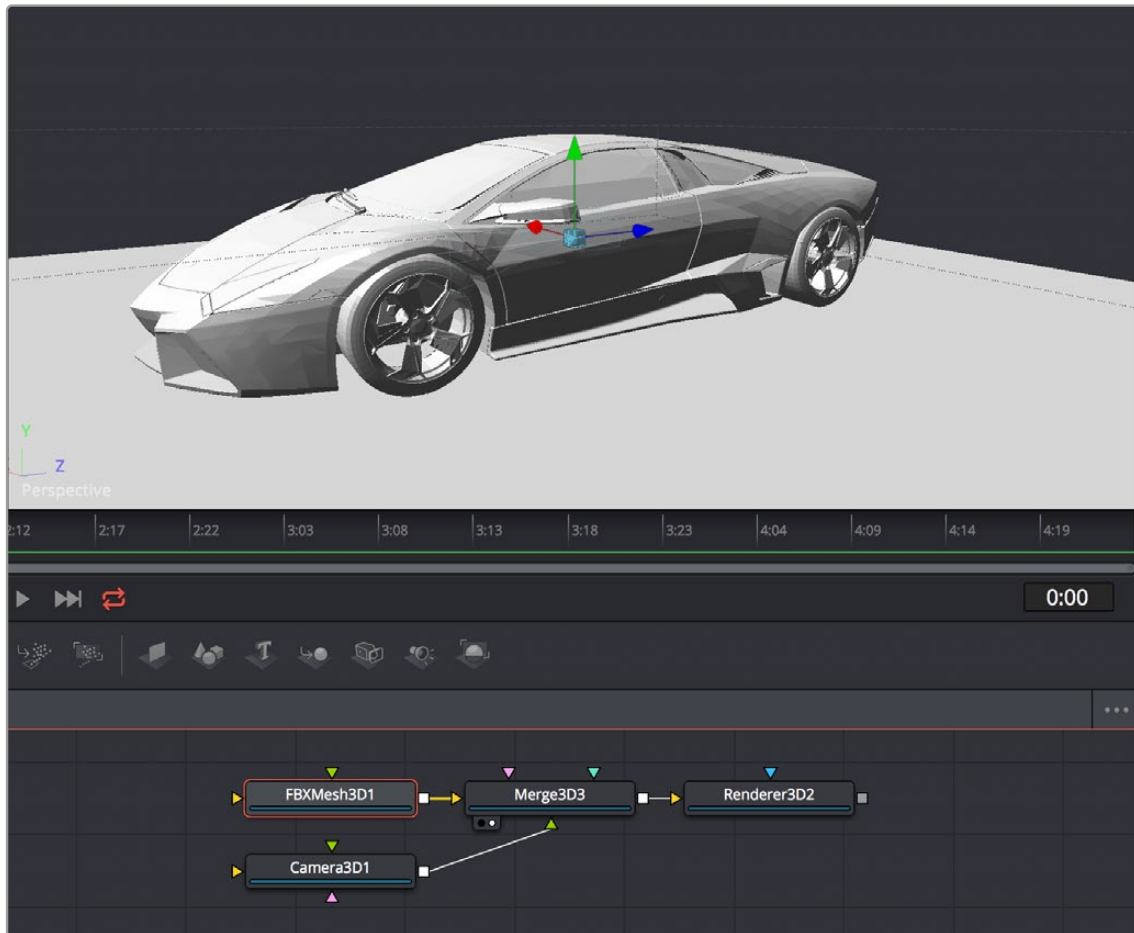 Y
Z
Perspective
2:12 2:17 2:22 3:03 3:08 3:13 3:18 3:23 4:04 4:09 4:14 4:19
0:00
T
FBXMesh3D1 Merge3D3 Renderer3D2
Camera3D1